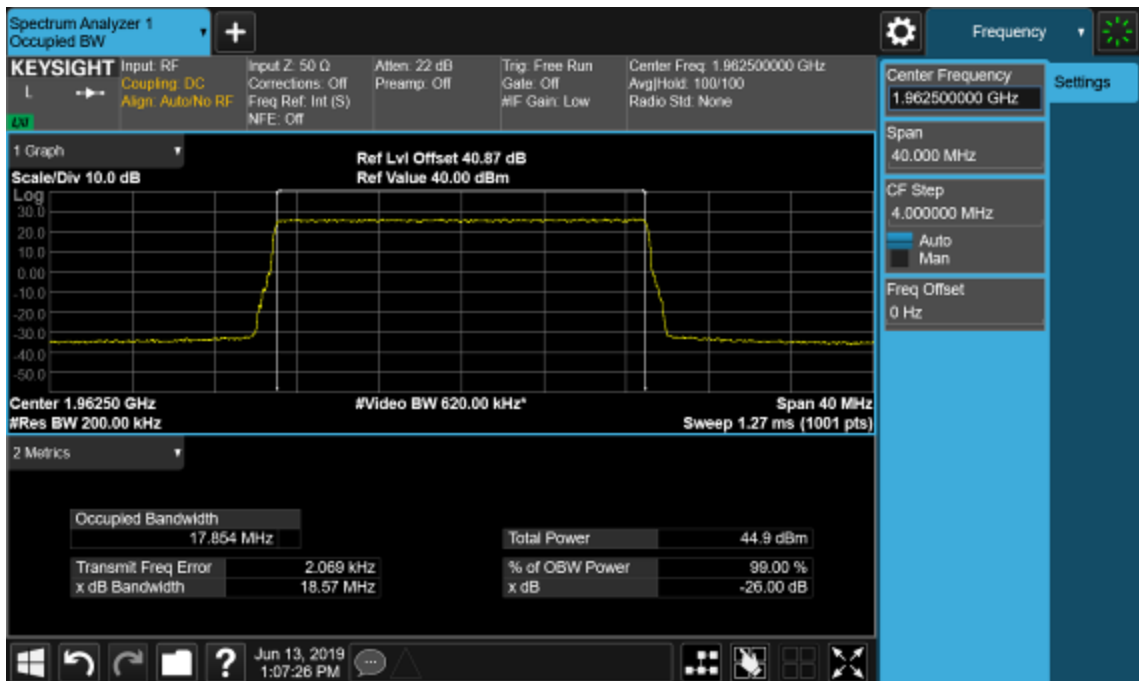 Spectrum Analyzer 1
Occupied BW
Frequency
KEYSIGHT
L
LXI
Input: RF
Coupling: DC
Align: Auto/No RF
Input Z: 50 Ω
Corrections: Off
Freq Ref: Int (S)
NFE: Off
Atten: 22 dB
Preamp: Off
Trig: Free Run
Gate: Off
#IF Gain: Low
Center Freq: 1.962500000 GHz
Avg|Hold: 100/100
Radio Std: None
Center Frequency
1.962500000 GHz
Settings
Span
40.000 MHz
CF Step
4.000000 MHz
Auto
Man
Freq Offset
0 Hz
1 Graph
Scale/Div 10.0 dB
Ref Lvl Offset 40.87 dB
Ref Value 40.00 dBm
Log
30.0
20.0
10.0
0.00
-10.0
-20.0
-30.0
-40.0
-50.0
Center 1.96250 GHz
#Video BW 620.00 kHz*
Span 40 MHz
#Res BW 200.00 kHz
Sweep 1.27 ms (1001 pts)
2 Metrics
Occupied Bandwidth
17.854 MHz
Total Power 44.9 dBm
Transmit Freq Error 2.069 kHz
% of OBW Power 99.00 %
x dB Bandwidth 18.57 MHz
x dB -26.00 dB
Jun 13, 2019
1:07:26 PM